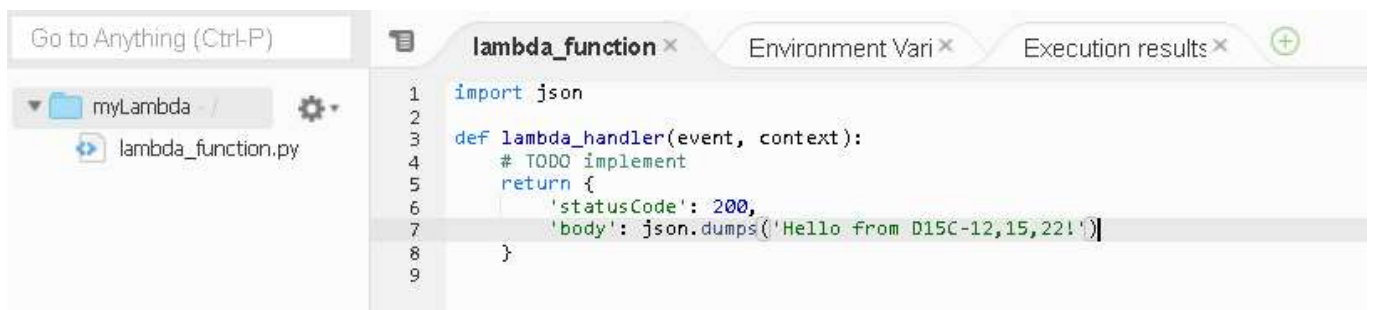 Go to Anything (Ctrl-P)
lambda_function × Environment Vari × Execution results ×
myLambda - /
lambda_function.py
1 import json
2
3 def lambda_handler(event, context):
4     # TODO implement
5     return {
6         'statusCode': 200,
7         'body': json.dumps('Hello from D15C-12,15,22!')
8     }
9